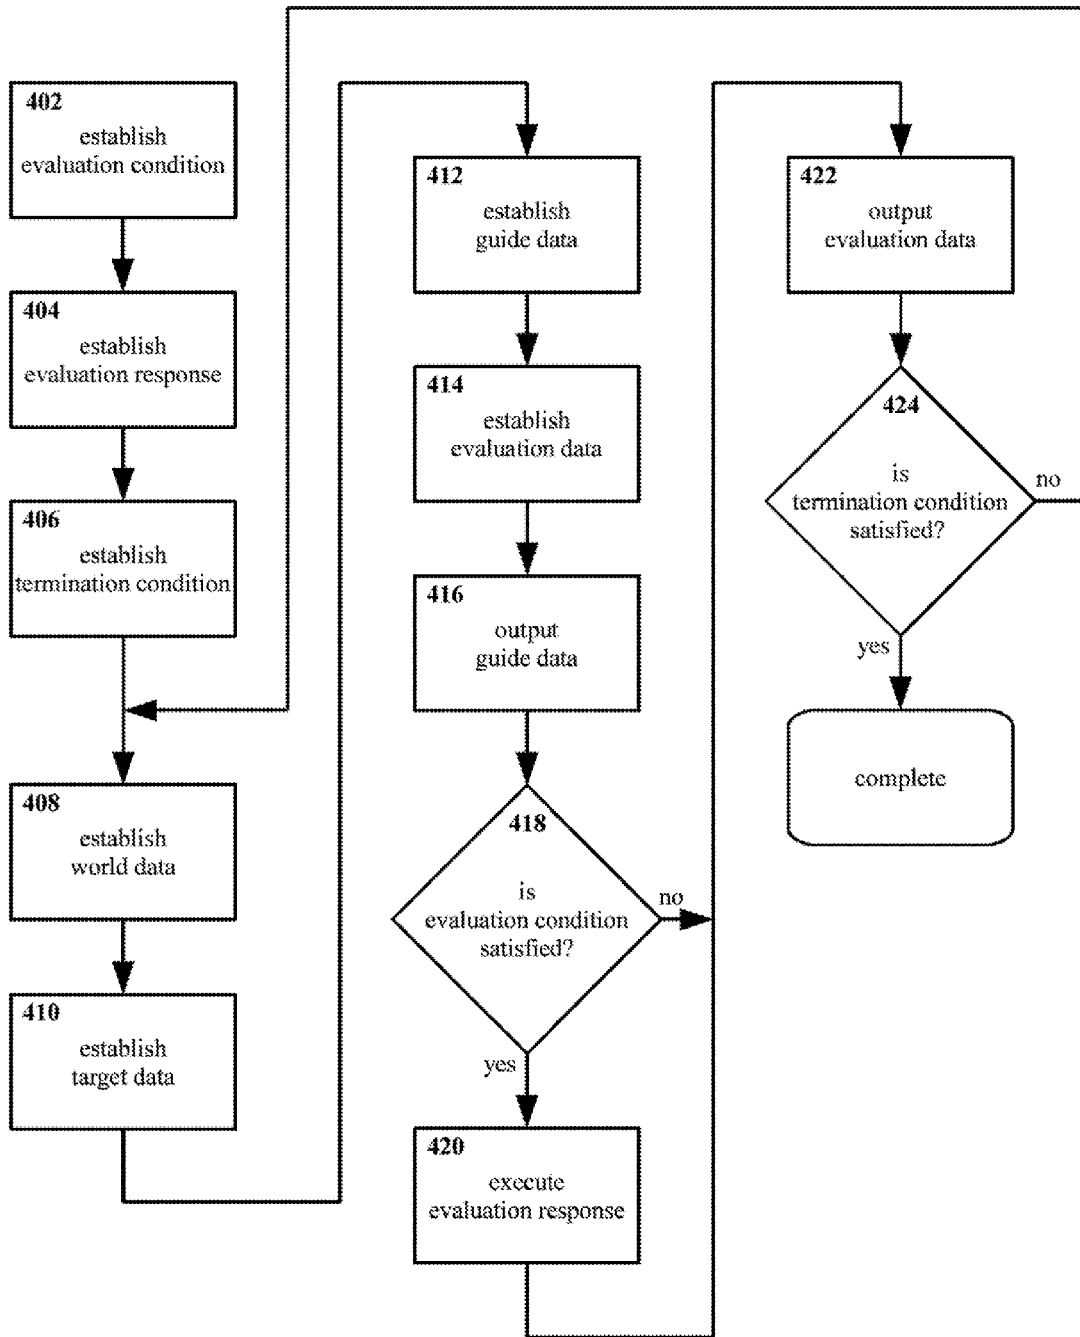 402
establish
evaluation condition
404
establish
evaluation response
406
establish
termination condition
408
establish
world data
410
establish
target data
412
establish
guide data
414
establish
evaluation data
416
output
guide data
418
is
evaluation condition
satisfied?
no
yes
420
execute
evaluation response
422
output
evaluation data
424
is
termination condition
satisfied?
no
yes
complete